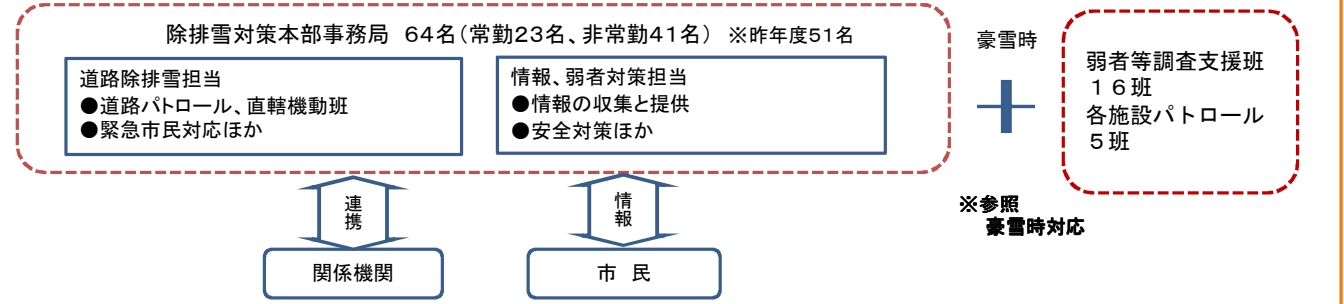 除排雪対策本部事務局 64名(常勤23名、非常勤41名) ※昨年度51名
道路除排雪担当
●道路パトロール、直轄機動班
●緊急市民対応ほか
情報、弱者対策担当
●情報の収集と提供
●安全対策ほか
豪雪時
弱者等調査支援班
16班
各施設パトロール
5班
連携
情報
※参照
豪雪時対応
関係機関
市 民